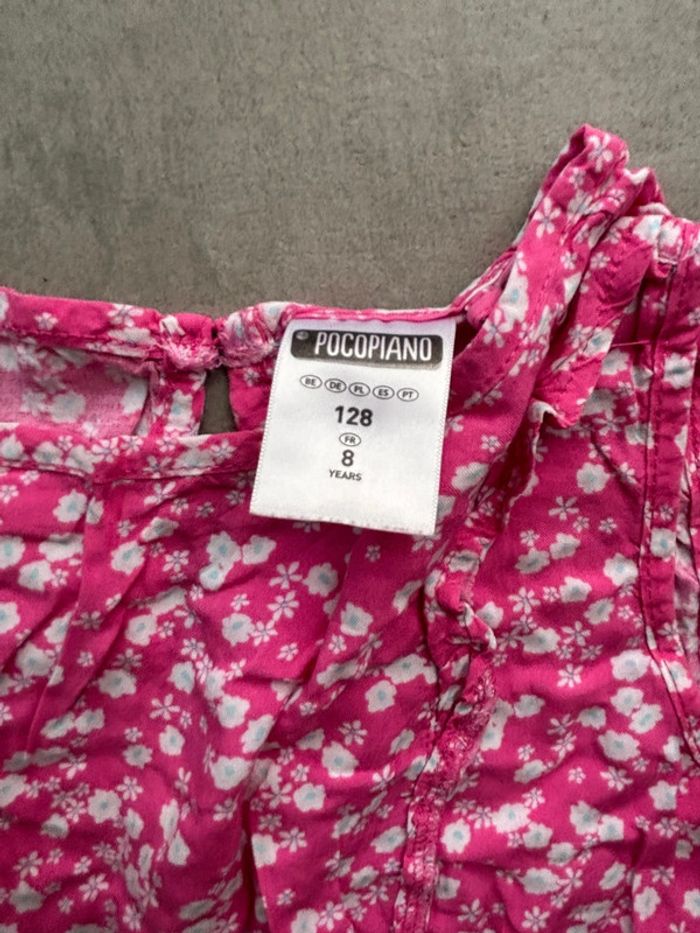 POCOPIANO
BE DE PL ES PT
128
FR
8
YEARS